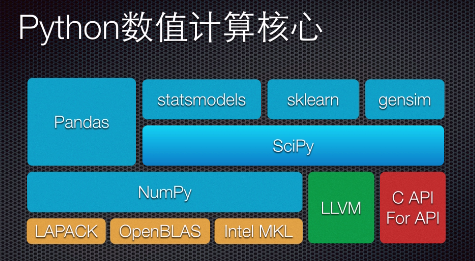 Python数值计算核心
Pandas
statsmodels
sklearn
gensim
SciPy
NumPy
LLVM
C API
For API
LAPACK
OpenBLAS
Intel MKL